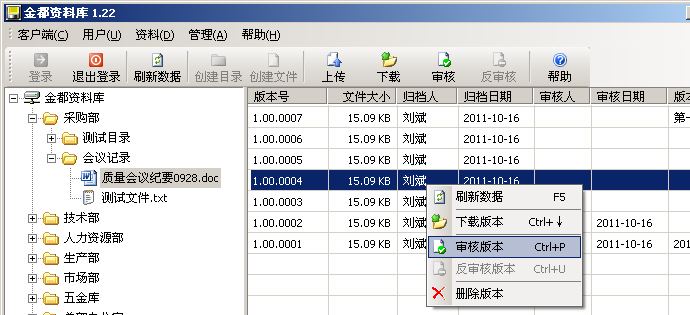 金都资料库 1.22
客户端(C) 用户(U) 资料(D) 管理(A) 帮助(H)
登录 退出登录 刷新数据 创建目录 创建文件 上传 下载 审核 反审核 帮助
金都资料库
采购部
测试目录
会议记录
质量会议纪要0928.doc
测试文件.txt
技术部
人力资源部
生产部
市场部
五金库
版本号 文件大小 归档人 归档日期 审核人 审核日期
1.00.0007 15.09 KB 刘斌 2011-10-16 第一
1.00.0006 15.09 KB 刘斌 2011-10-16
1.00.0005 15.09 KB 刘斌 2011-10-16
1.00.0004 15.09 KB 刘斌 2011-10-16
1.00.0003 15.09 KB 刘斌
1.00.0002 15.09 KB 刘斌 2011-10-16
1.00.0001 15.09 KB 刘斌 2011-10-16 201
刷新数据 F5
下载版本 Ctrl+↓
审核版本 Ctrl+P
反审核版本 Ctrl+U
删除版本